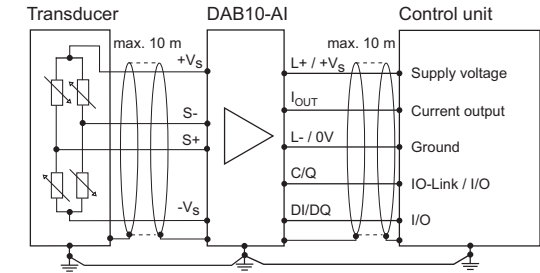 Transducer
DAB10-AI
Control unit
max. 10 m
max. 10 m
+VS
L+ / +VS
Supply voltage
IOUT
Current output
S-
S+
L- / 0V
Ground
C/Q
IO-Link / I/O
-VS
DI/DQ
I/O